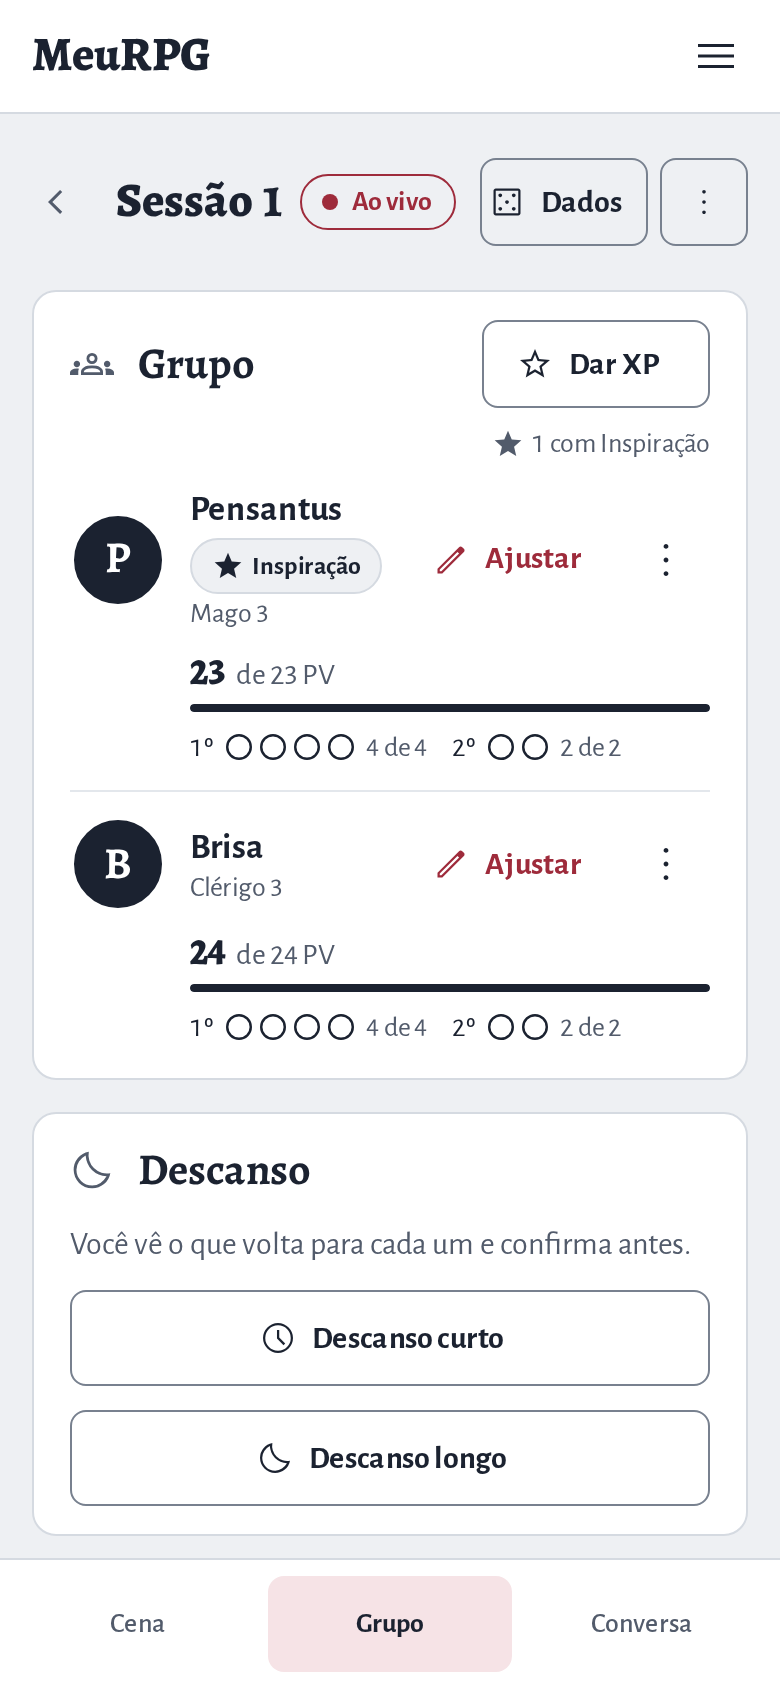 MeuRPG
Sessão 1
Ao vivo
Dados
Grupo
Dar XP
1 com Inspiração
P
Pensantus
Inspiração
Mago 3
Ajustar
23 de 23 PV
1º 4 de 4 2º 2 de 2
B
Brisa
Clérigo 3
Ajustar
24 de 24 PV
1º 4 de 4 2º 2 de 2
Descanso
Você vê o que volta para cada um e confirma antes.
Descanso curto
Descanso longo
Cena
Grupo
Conversa